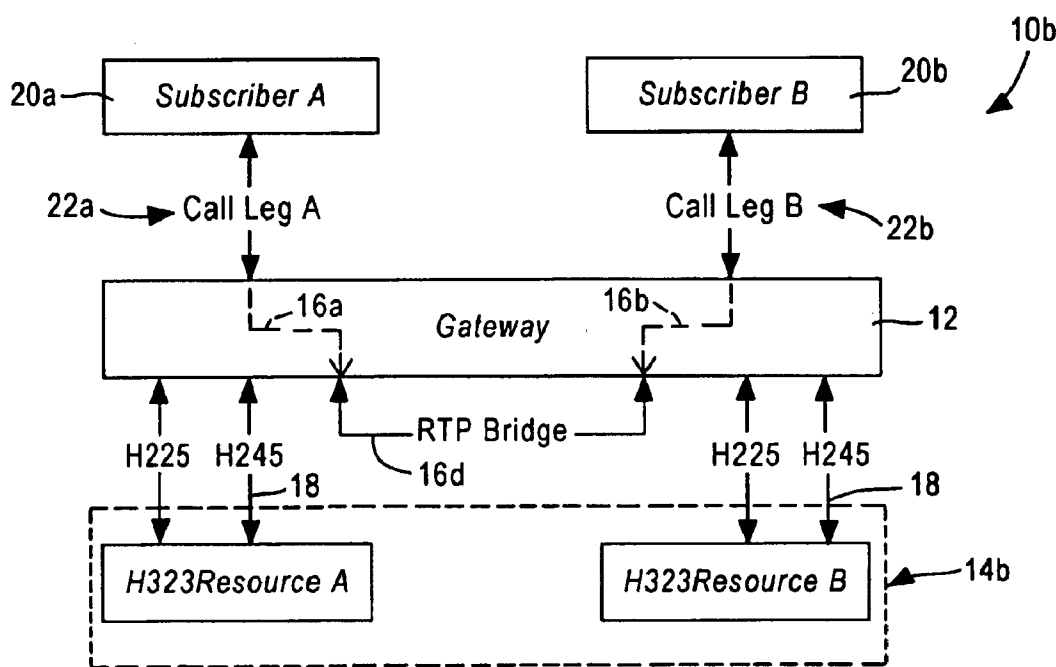 10b
20a
Subscriber A
Subscriber B
20b
22a
Call Leg A
Call Leg B
22b
16a
16b
Gateway
12
RTP Bridge
16d
H225
H245
18
H225
H245
18
H323Resource A
H323Resource B
14b